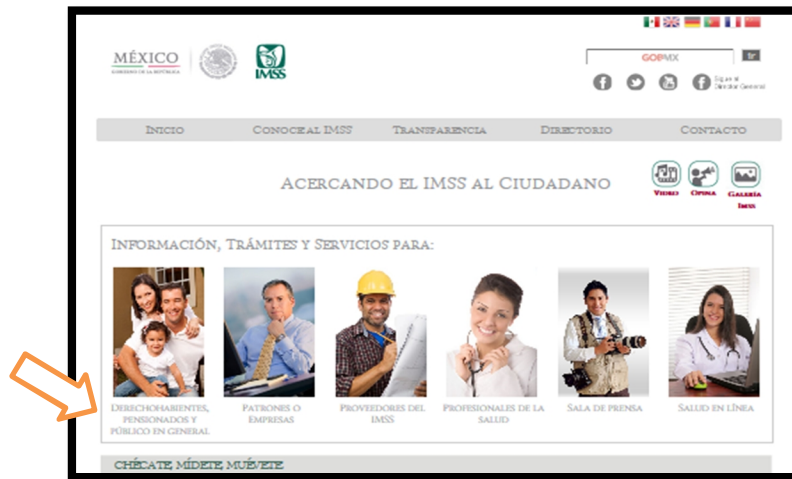 MÉXICO
GOBIERNO DE LA REPÚBLICA
IMSS
GOBMX
Ir
Sigue al
Director General
INICIO
CONOCE AL IMSS
TRANSPARENCIA
DIRECTORIO
CONTACTO
ACERCANDO EL IMSS AL CIUDADANO
VIDEO
OPINA
GALERÍA
IMSS
INFORMACIÓN, TRÁMITES Y SERVICIOS PARA:
DERECHOHABIENTES,
PENSIONADOS Y
PÚBLICO EN GENERAL
PATRONES O
EMPRESAS
PROVEEDORES DEL
IMSS
PROFESIONALES DE LA
SALUD
SALA DE PRENSA
SALUD EN LÍNEA
CHÉCATE, MÍDETE, MUÉVETE